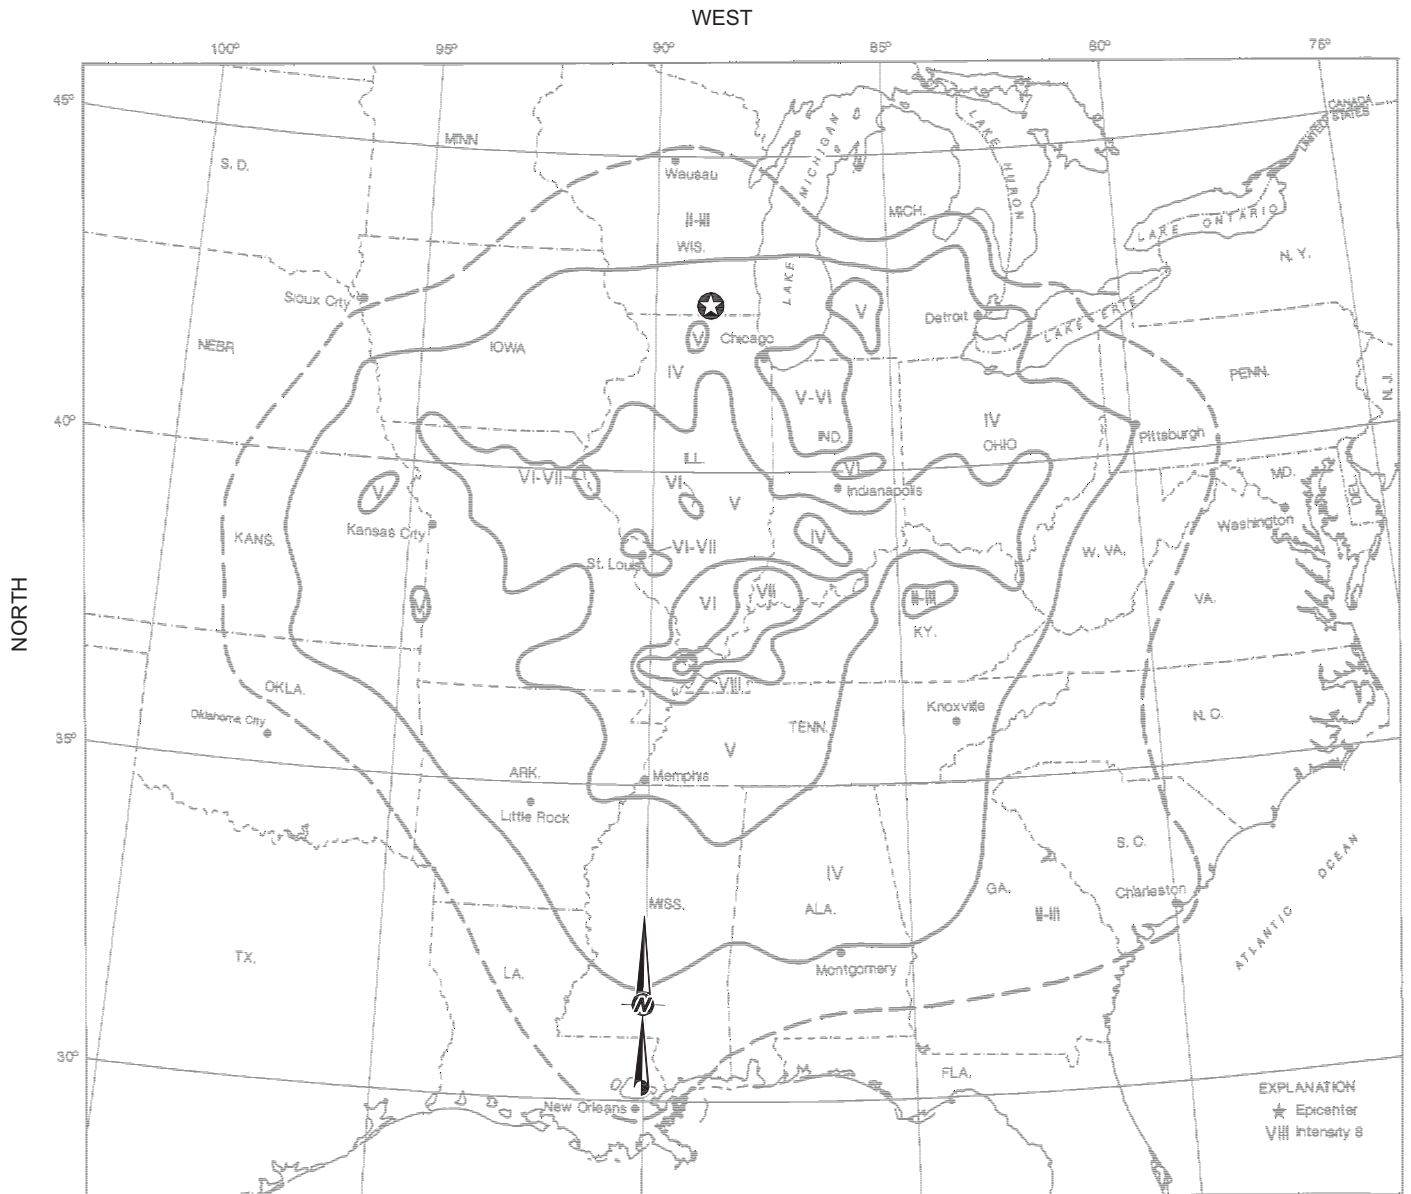 WEST
100° 95° 90° 85° 80° 75°
45°
CANADA
UNITED STATES
MINN
S. D.
Wausau
LAKE MICHIGAN
LAKE HURON
MICH.
LAKE ONTARIO
II-III
WIS.
N. Y.
Sioux City
Detroit
LAKE ERIE
V
V
Chicago
NEBR
IOWA
IV
PENN.
N.J.
V-VI
IV
40°
IND.
OHIO
Pittsburgh
ILL
VI-VII
VI
VI
MD.
DEL
V
Indianapolis
V
Washington
Kansas City
KANS.
IV
VI-VII
St. Louis
W. VA.
VII
VI
II-III
VA.
V
NORTH
KY.
VIII
OKLA.
Oklahoma City
Knoxville
N. C.
TENN.
35°
V
ARK.
Memphis
Little Rock
S. C.
OCEAN
IV
GA.
Charleston
MISS.
ALA.
II-III
ATLANTIC
TX.
LA.
Montgomery
N
30°
FLA.
New Orleans
EXPLANATION
Epicenter
VIII Intensity 8